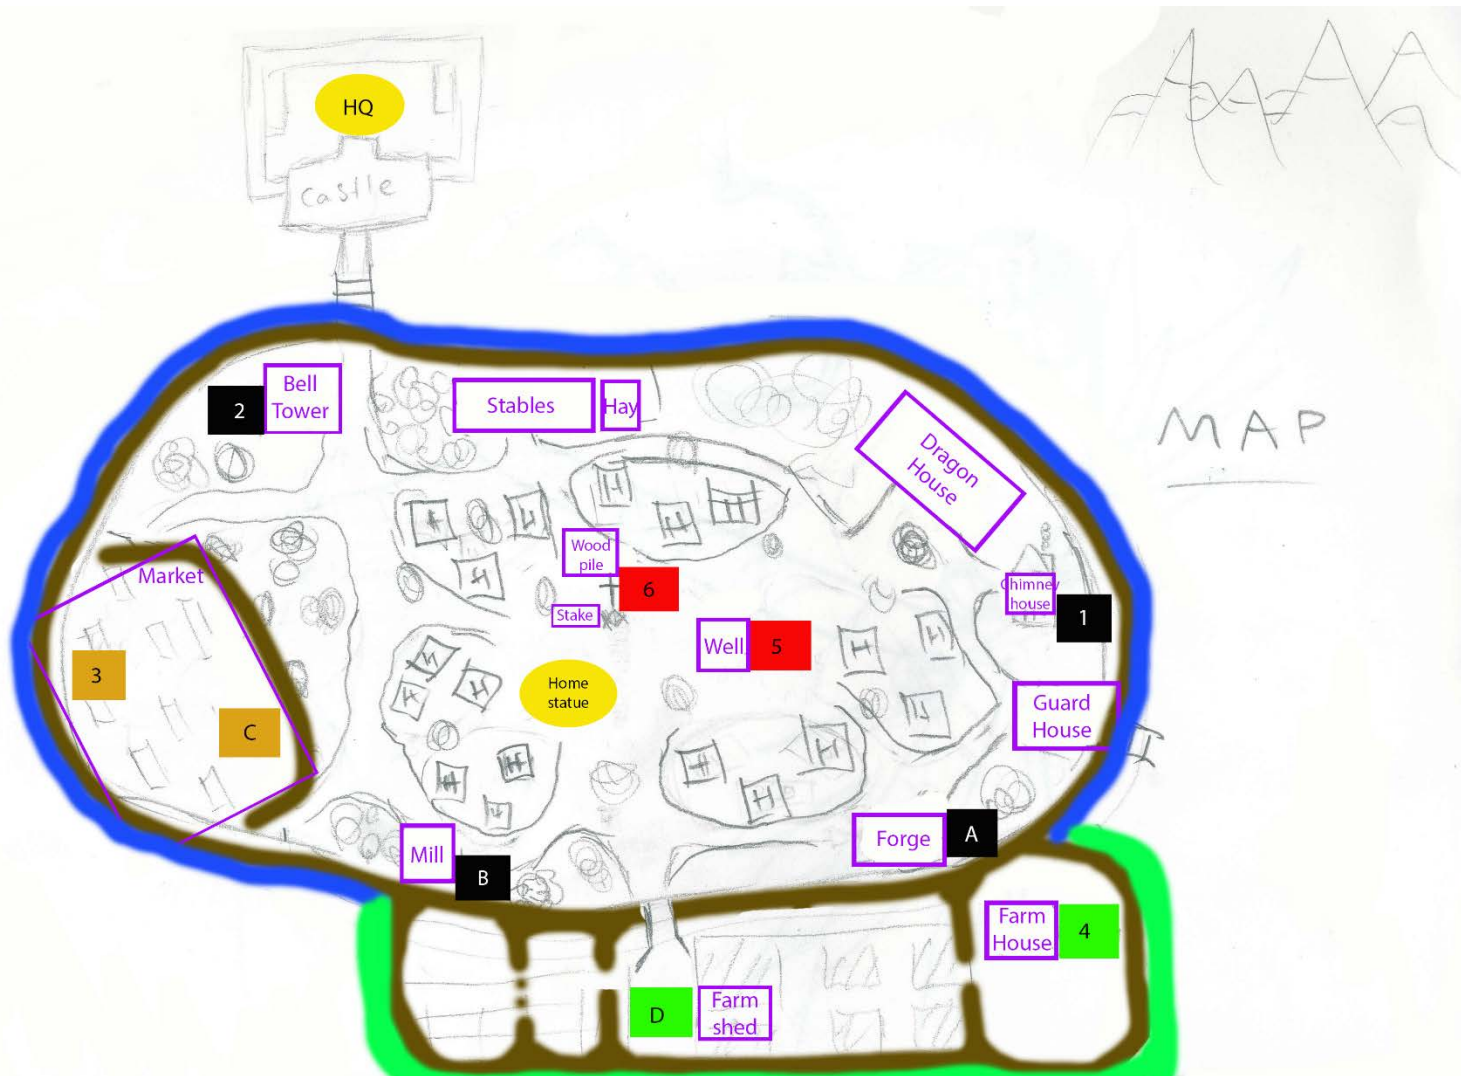 HQ
Castle
MAP
2
Bell
Tower
Stables
Hay
Dragon
House
Wood
pile
6
Stake
Market
Chimney
house
1
Well
5
3
C
Home
statue
Guard
House
Mill
B
Forge
A
Farm
House
4
D
Farm
shed
H
H
H
H
H
H
H
H
H
H